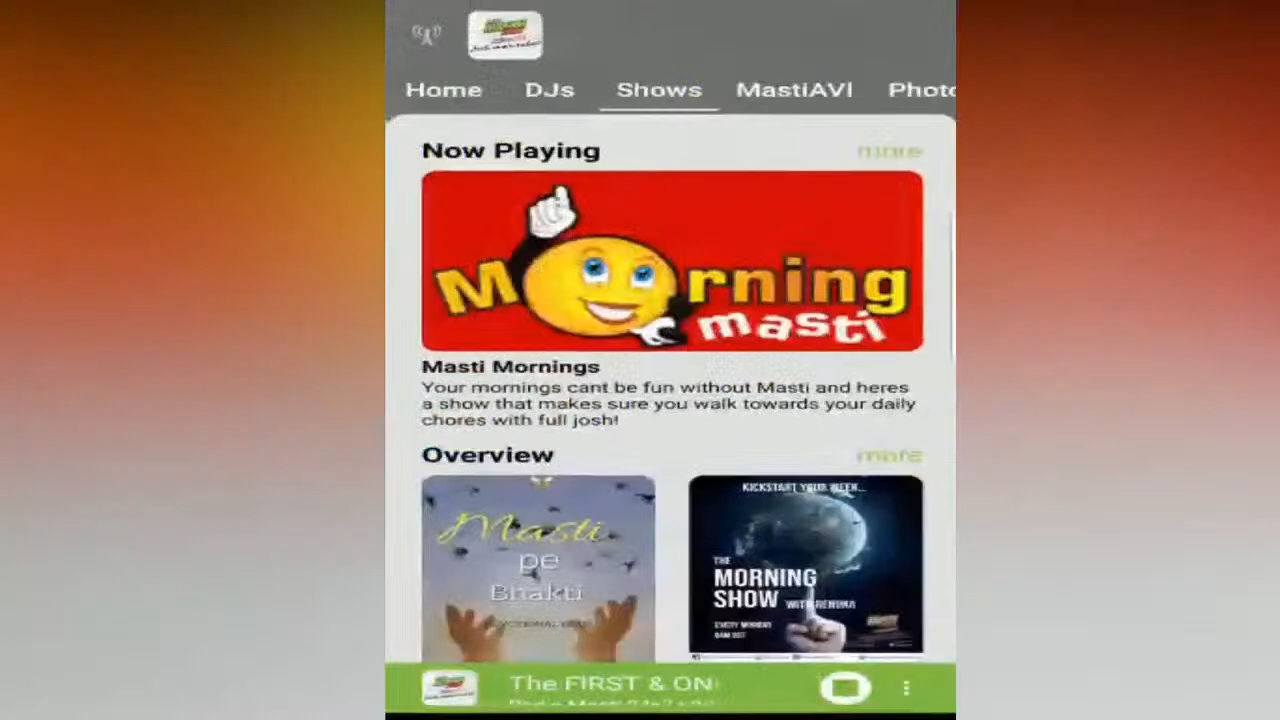 Home DJs Shows MastiAVI Photo
Now Playing more
Morning
masti
Masti Mornings
Your mornings cant be fun without Masti and heres
a show that makes sure you walk towards your daily
chores with full josh!
Overview more
Masti
pe
Bhakti
KICKSTART YOUR WEEK...
THE
MORNING
SHOW WITH RENUKA
EVERY MONDAY
The FIRST & ON